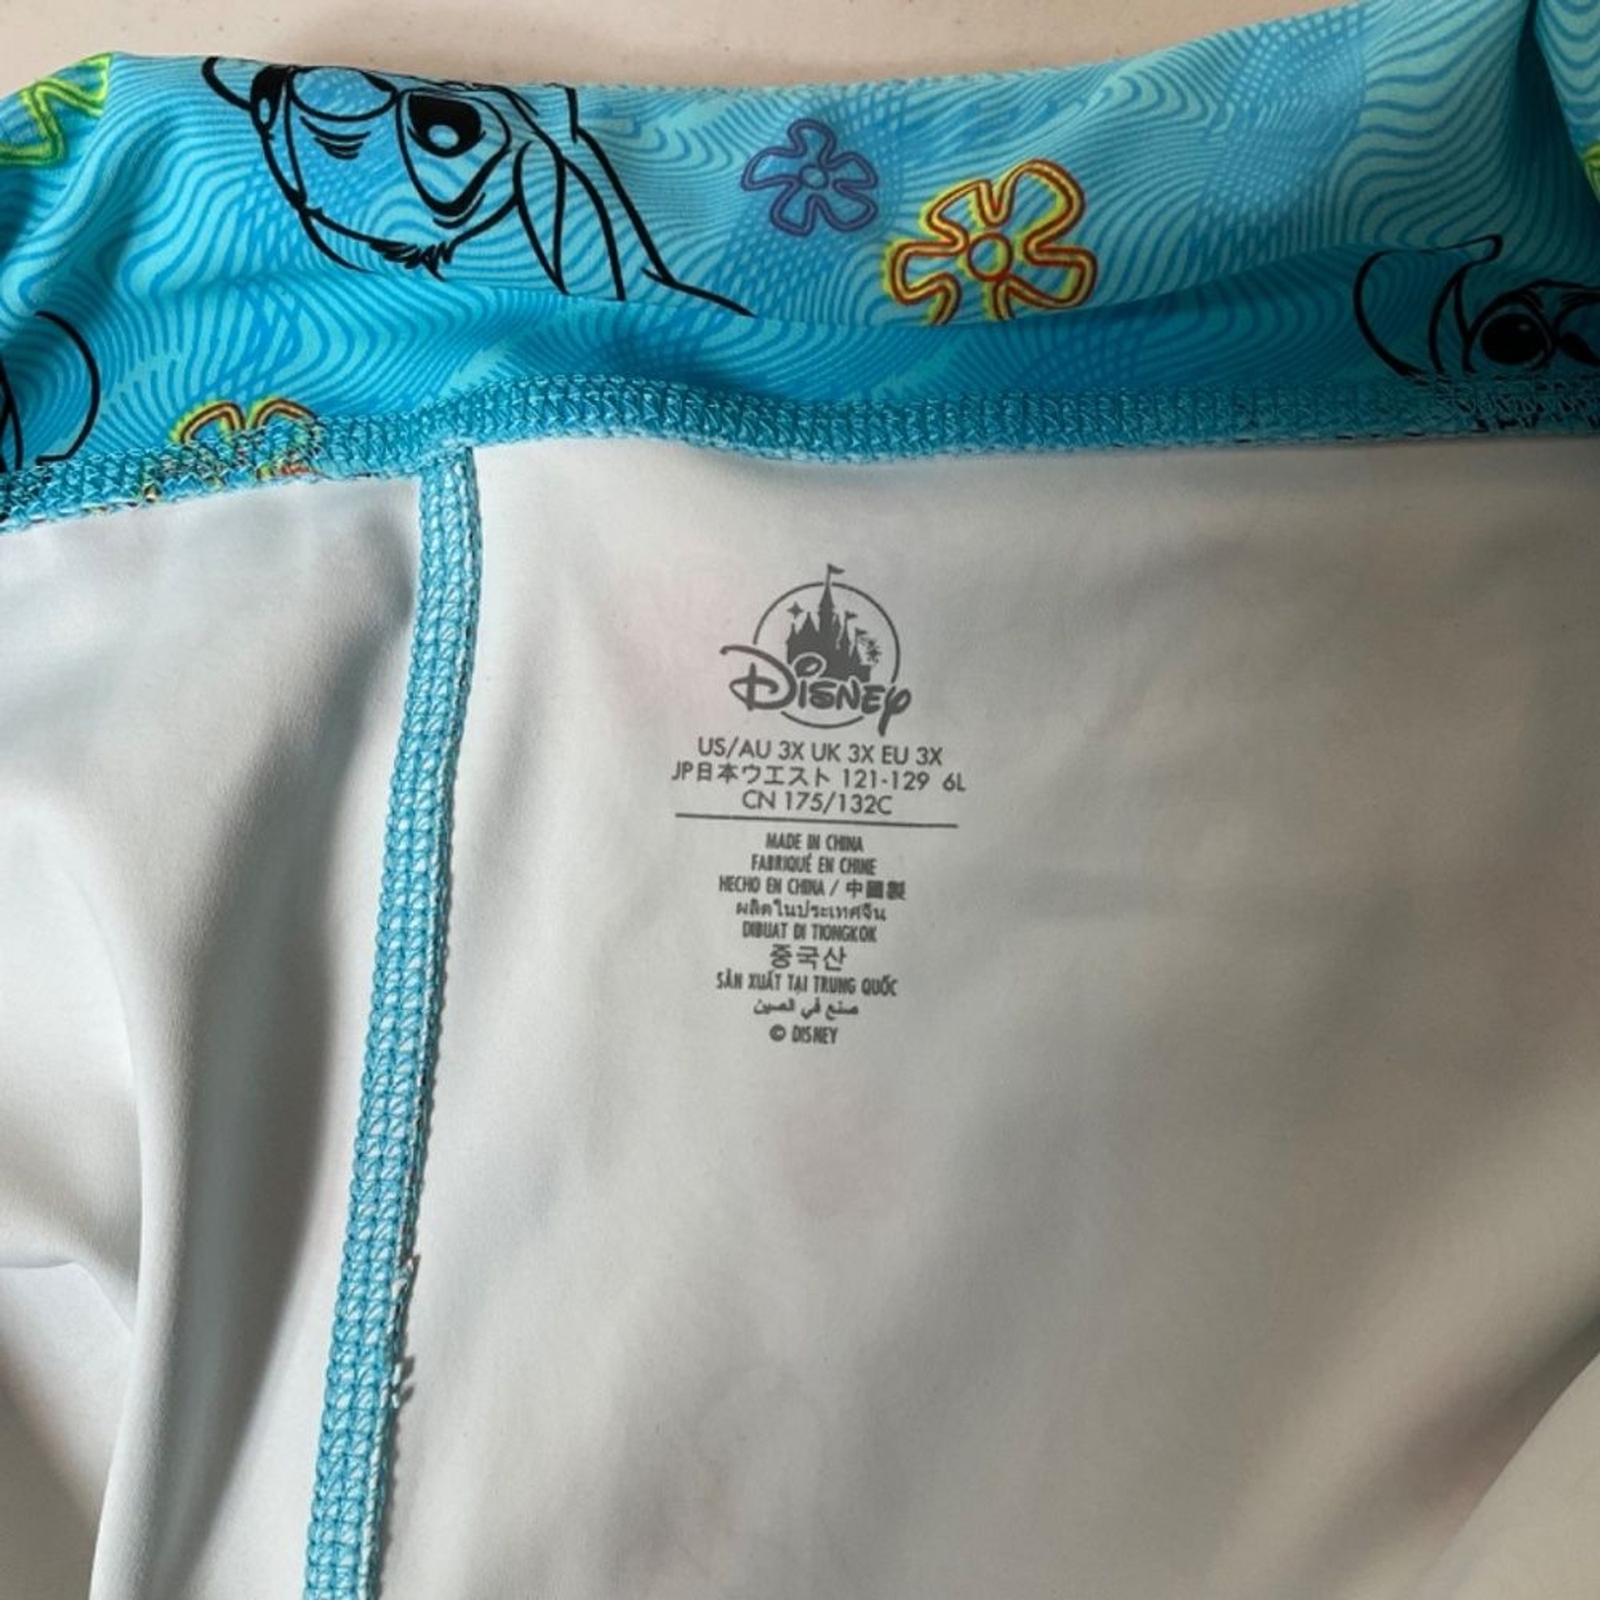 Disney
US/AU 3X UK 3X EU 3X
JP日本ウエスト 121-129 6L
CN 175/132C
MADE IN CHINA
FABRIQUÉ EN CHINE
HECHO EN CHINA / 中國製
ผลิตในประเทศจีน
DIBUAT DI TIONGKOK
중국산
SẢN XUẤT TẠI TRUNG QUỐC
صنع في الصين
© DISNEY